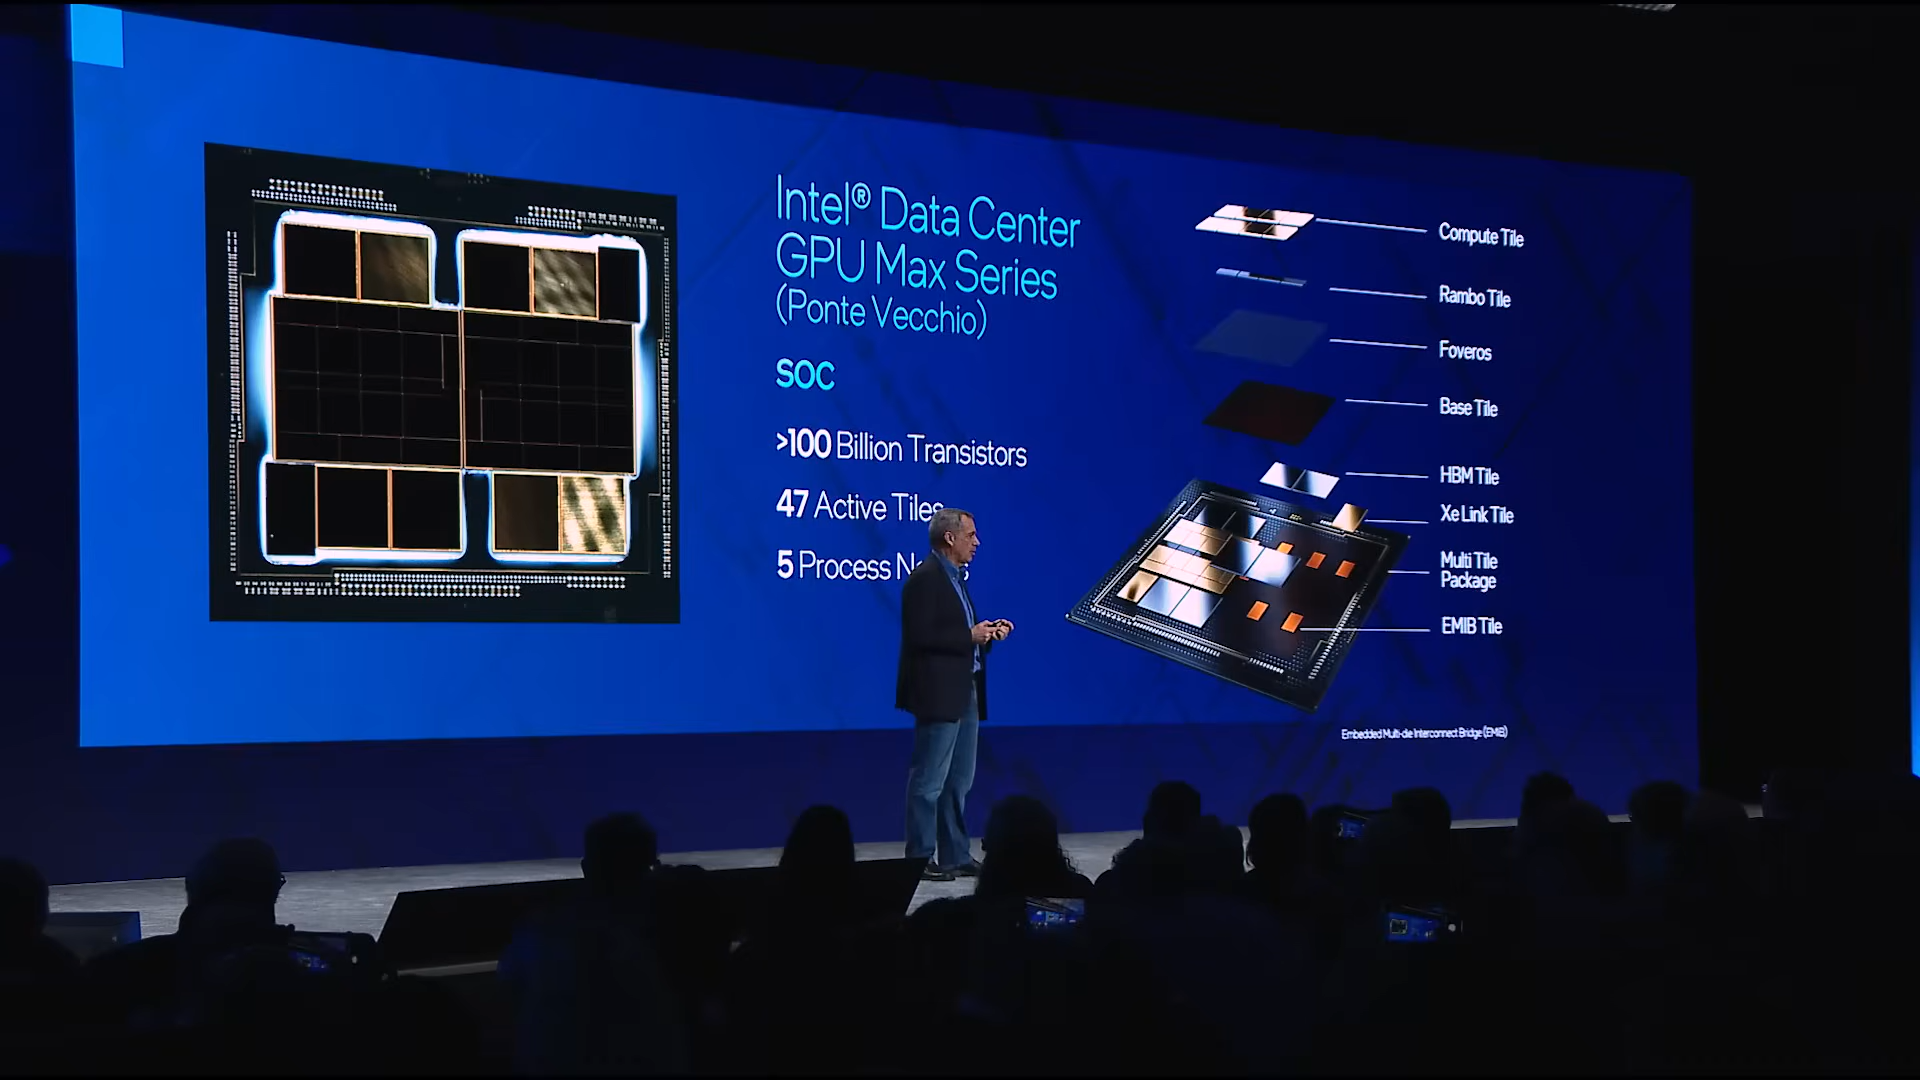 Intel® Data Center
GPU Max Series
(Ponte Vecchio)
SOC
>100 Billion Transistors
47 Active Tiles
5 Process
Compute Tile
Rambo Tile
Foveros
Base Tile
HBM Tile
Xe Link Tile
Multi Tile
Package
EMIB Tile
Embedded Multi-die Interconnect Bridge (EMIB)